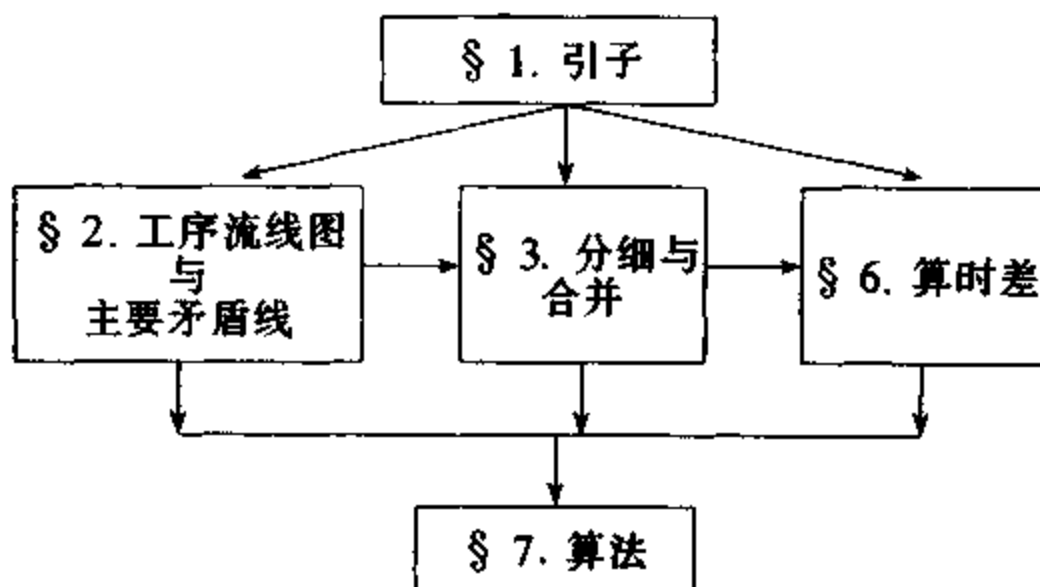 § 1. 引子
§ 2. 工序流线图
与
主要矛盾线
§ 3. 分细与
合并
§ 6. 算时差
§ 7. 算法